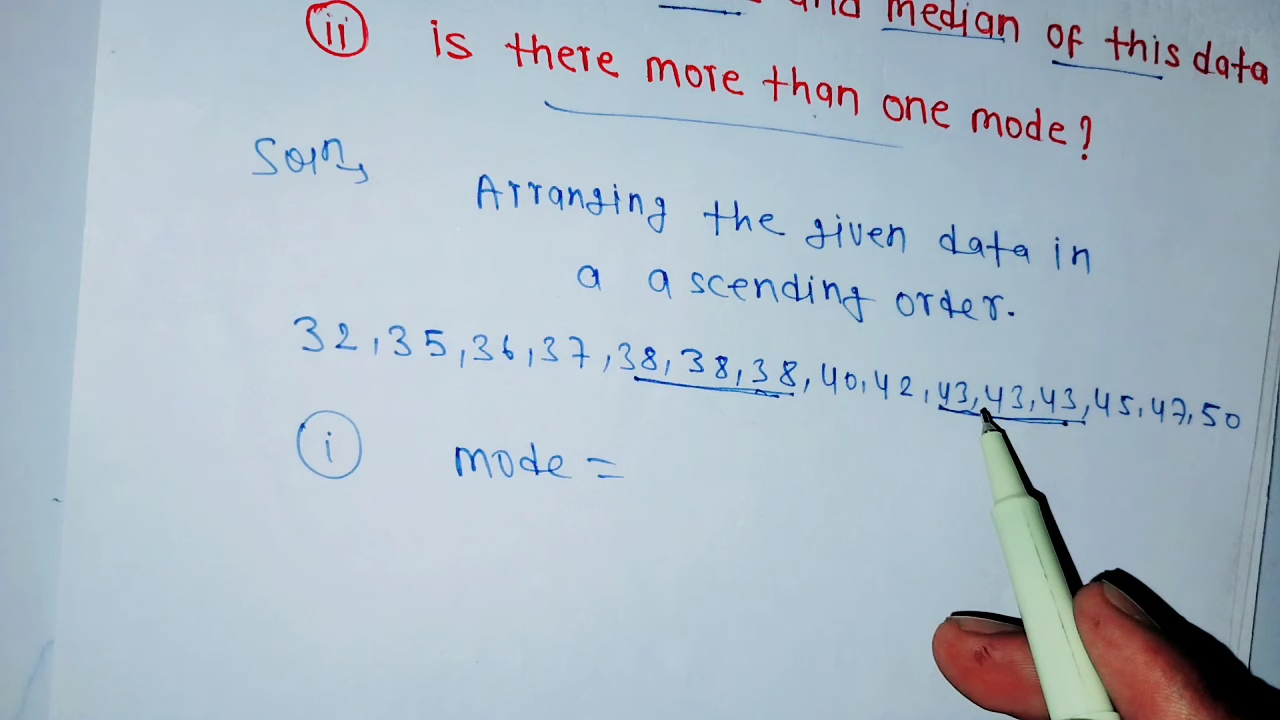 and median of this data
ii is there more than one mode?
Soln,
Arranging the given data in
a ascending order.
32, 35, 36, 37, 38, 38, 38, 40, 42, 43, 43, 43, 45, 47, 50
i mode =